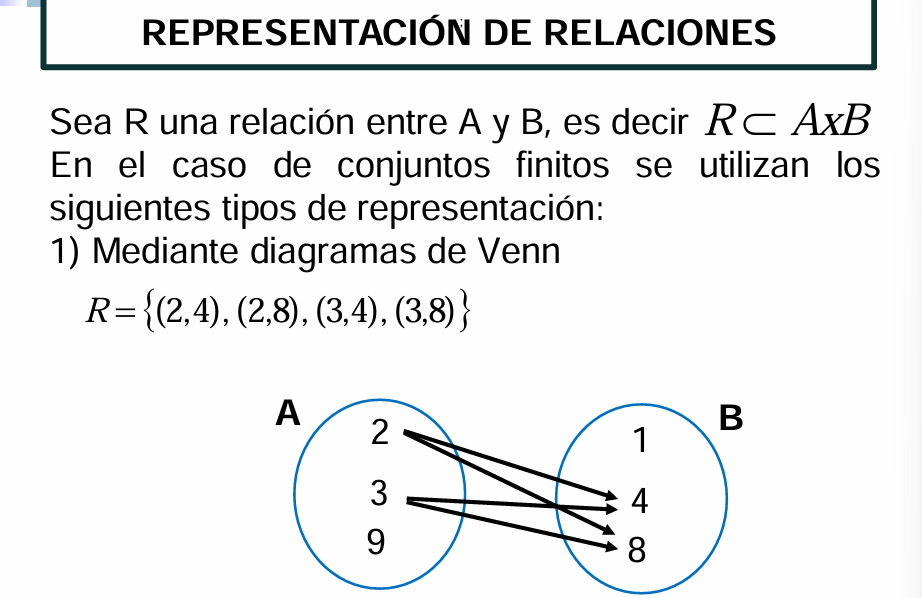 REPRESENTACIÓN DE RELACIONES
Sea R una relación entre A y B, es decir R ⊂ AxB
En el caso de conjuntos finitos se utilizan los
siguientes tipos de representación:
1) Mediante diagramas de Venn
R = {(2,4), (2,8), (3,4), (3,8)}
A
B
2
1
3
4
9
8